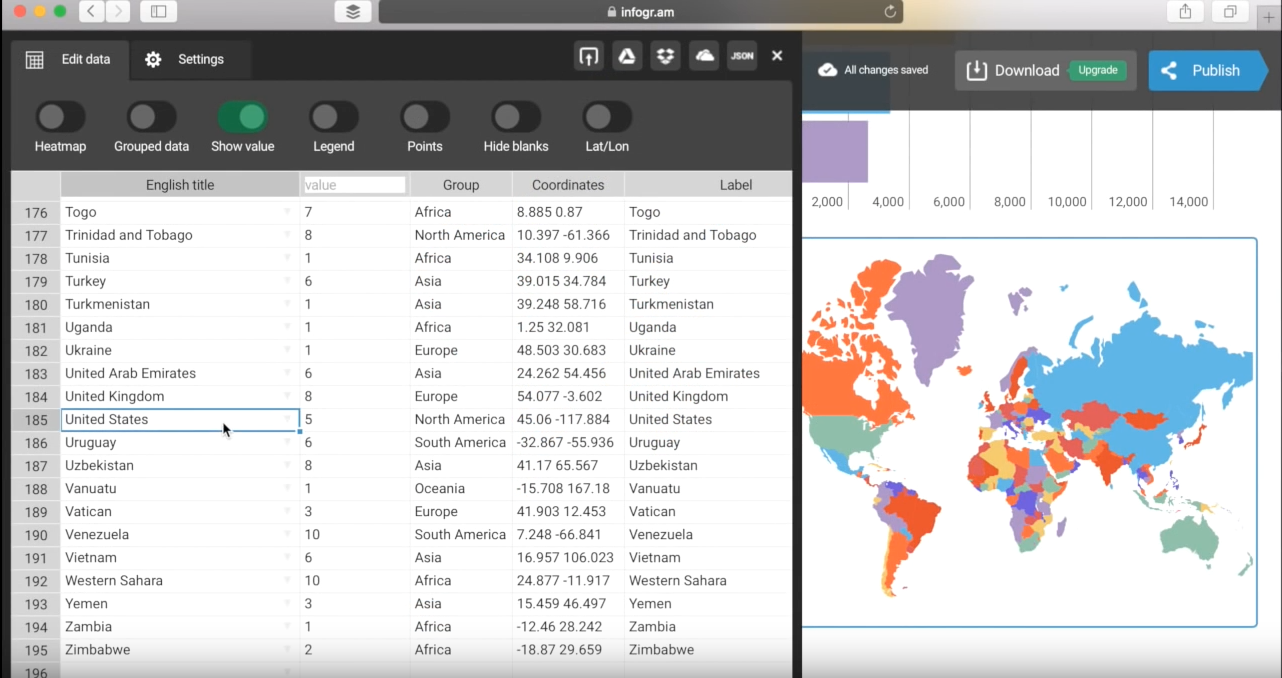 infogr.am
Edit data Settings JSON
All changes saved Download Upgrade Publish
Heatmap Grouped data Show value Legend Points Hide blanks Lat/Lon
English title value Group Coordinates Label
176 Togo 7 Africa 8.885 0.87 Togo
177 Trinidad and Tobago 8 North America 10.397 -61.366 Trinidad and Tobago
178 Tunisia 1 Africa 34.108 9.906 Tunisia
179 Turkey 6 Asia 39.015 34.784 Turkey
180 Turkmenistan 1 Asia 39.248 58.716 Turkmenistan
181 Uganda 1 Africa 1.25 32.081 Uganda
182 Ukraine 1 Europe 48.503 30.683 Ukraine
183 United Arab Emirates 6 Asia 24.262 54.456 United Arab Emirates
184 United Kingdom 8 Europe 54.077 -3.602 United Kingdom
185 United States 5 North America 45.06 -117.884 United States
186 Uruguay 6 South America -32.867 -55.936 Uruguay
187 Uzbekistan 8 Asia 41.17 65.567 Uzbekistan
188 Vanuatu 1 Oceania -15.708 167.18 Vanuatu
189 Vatican 3 Europe 41.903 12.453 Vatican
190 Venezuela 10 South America 7.248 -66.841 Venezuela
191 Vietnam 6 Asia 16.957 106.023 Vietnam
192 Western Sahara 10 Africa 24.877 -11.917 Western Sahara
193 Yemen 3 Asia 15.459 46.497 Yemen
194 Zambia 1 Africa -12.46 28.242 Zambia
195 Zimbabwe 2 Africa -18.87 29.659 Zimbabwe
196
2,000 4,000 6,000 8,000 10,000 12,000 14,000